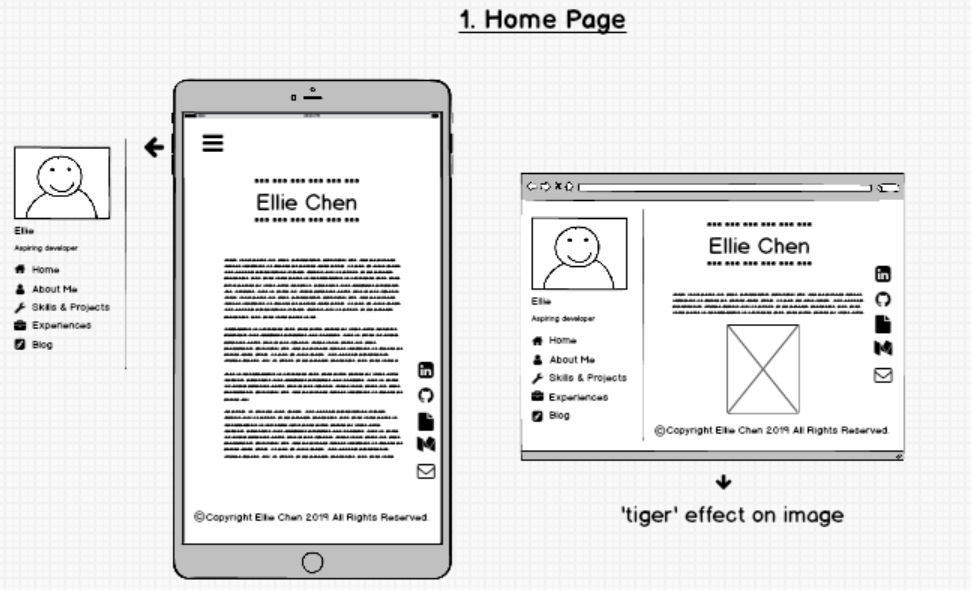 1. Home Page
Ellie
Aspiring developer
Home
About Me
Skills & Projects
Experiences
Blog
Ellie Chen
©Copyright Ellie Chen 2019 All Rights Reserved.
Ellie
Aspiring developer
Home
About Me
Skills & Projects
Experiences
Blog
Ellie Chen
in
©Copyright Ellie Chen 2019 All Rights Reserved.
in
'tiger' effect on image